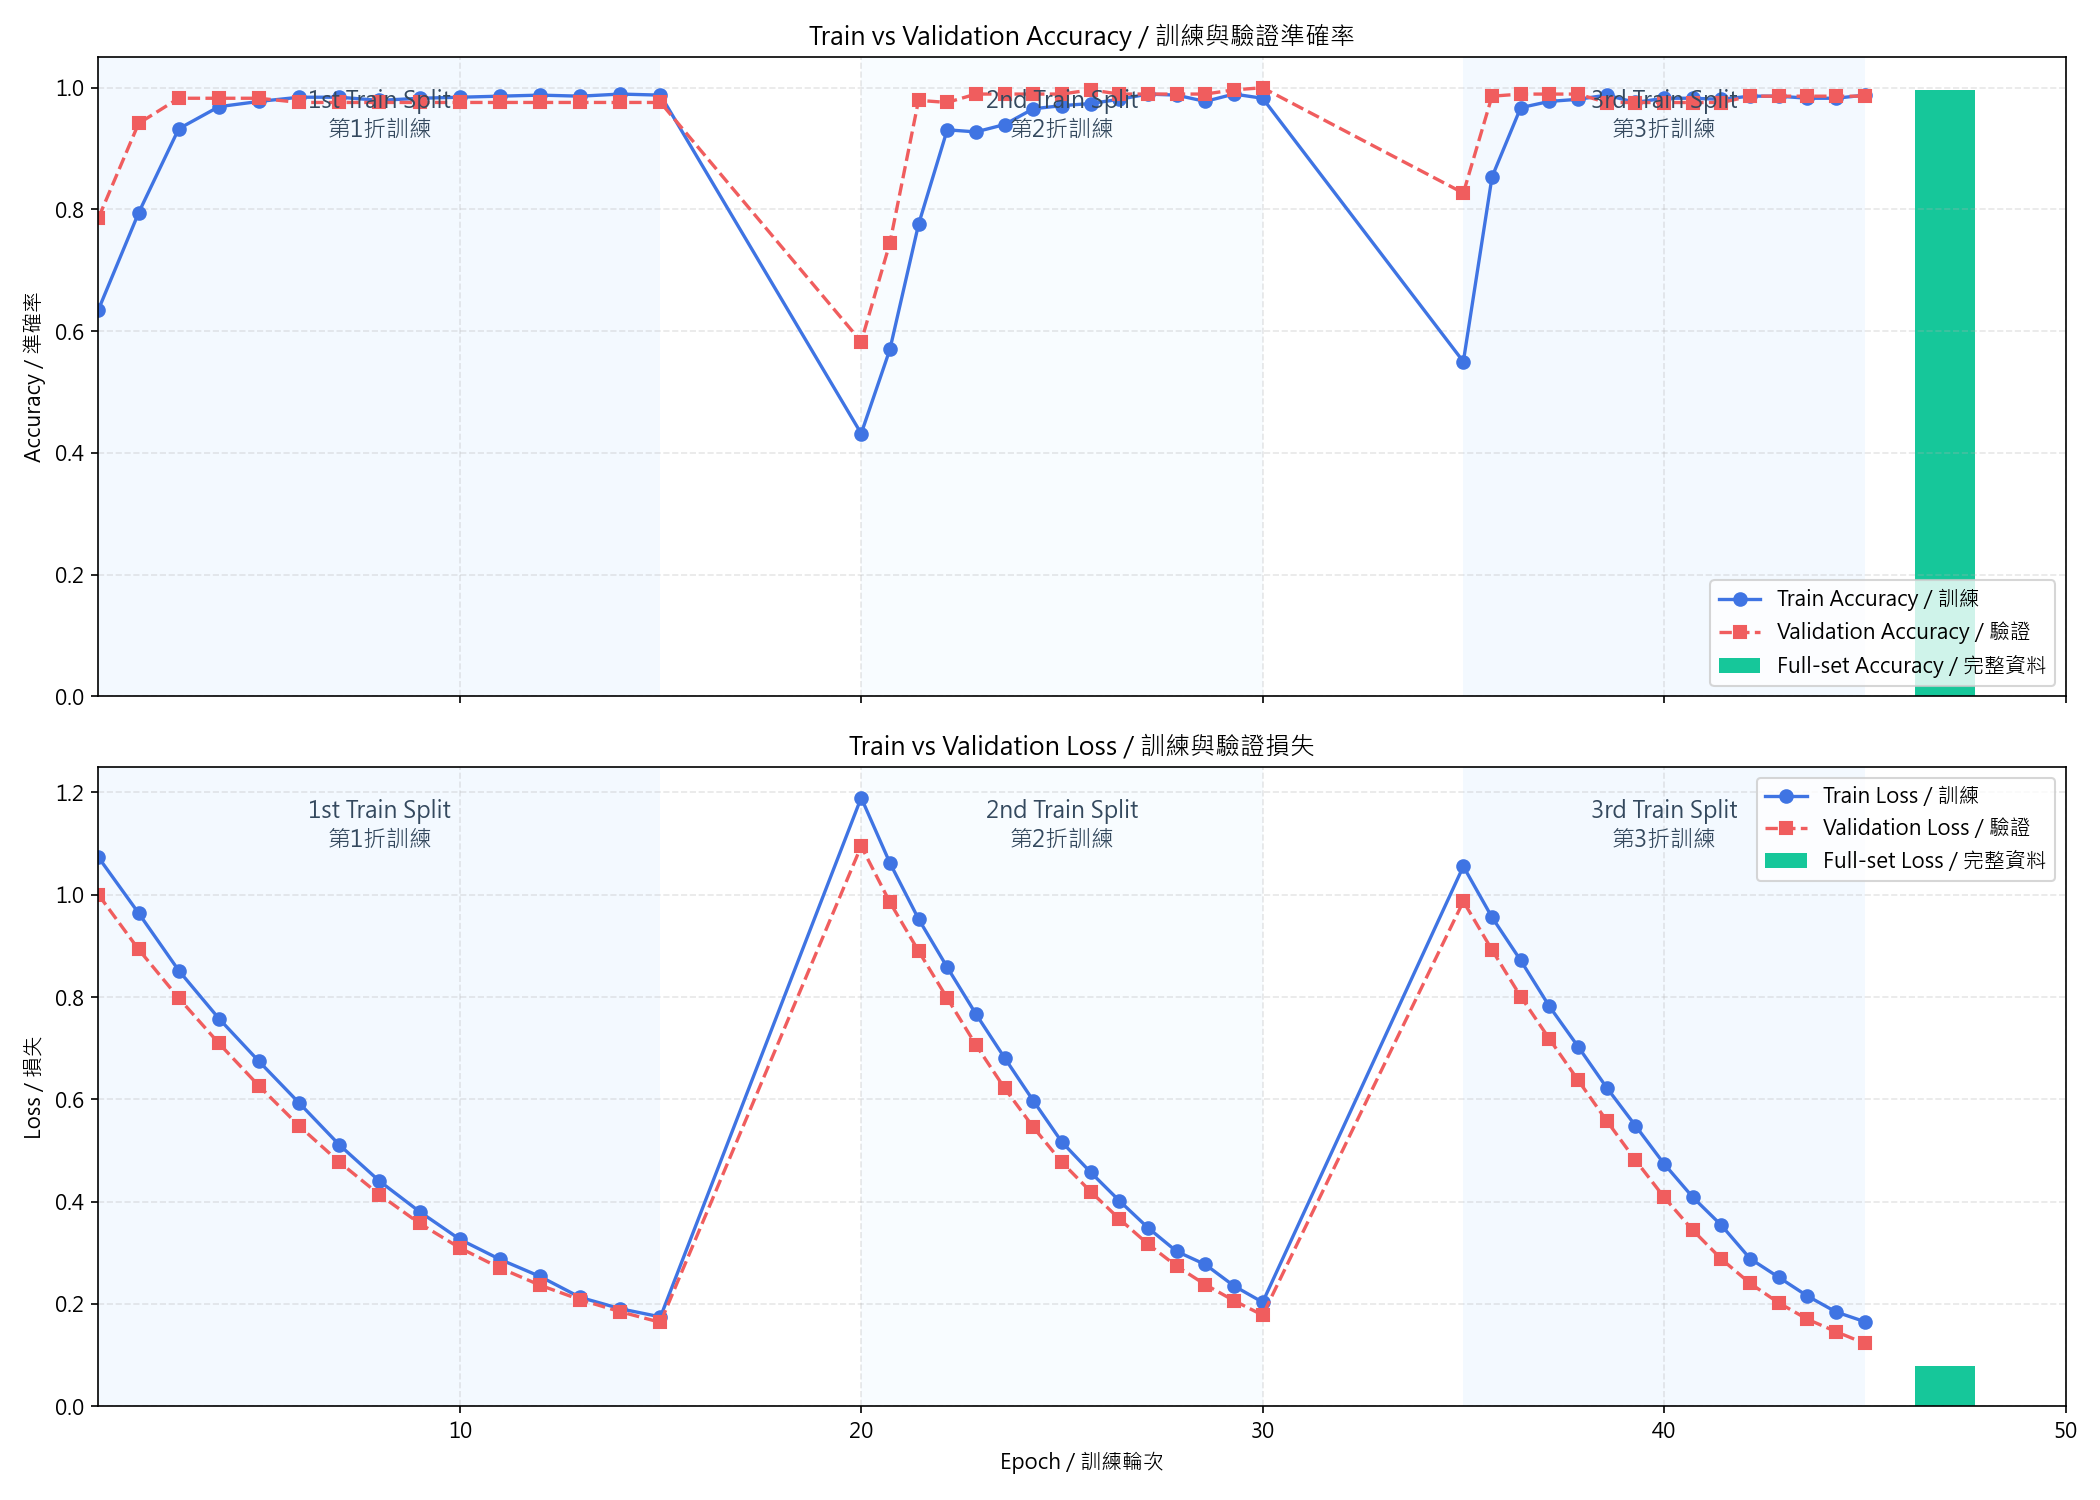 Train vs Validation Accuracy / 訓練與驗證準確率
Accuracy / 準確率
1.0
0.8
0.6
0.4
0.2
0.0
1st Train Split
第1折訓練
2nd Train Split
第2折訓練
3rd Train Split
第3折訓練
Train Accuracy / 訓練
Validation Accuracy / 驗證
Full-set Accuracy / 完整資料
Train vs Validation Loss / 訓練與驗證損失
Loss / 損失
1.2
1.0
0.8
0.6
0.4
0.2
0.0
1st Train Split
第1折訓練
2nd Train Split
第2折訓練
3rd Train Split
第3折訓練
Train Loss / 訓練
Validation Loss / 驗證
Full-set Loss / 完整資料
10
20
30
40
50
Epoch / 訓練輪次